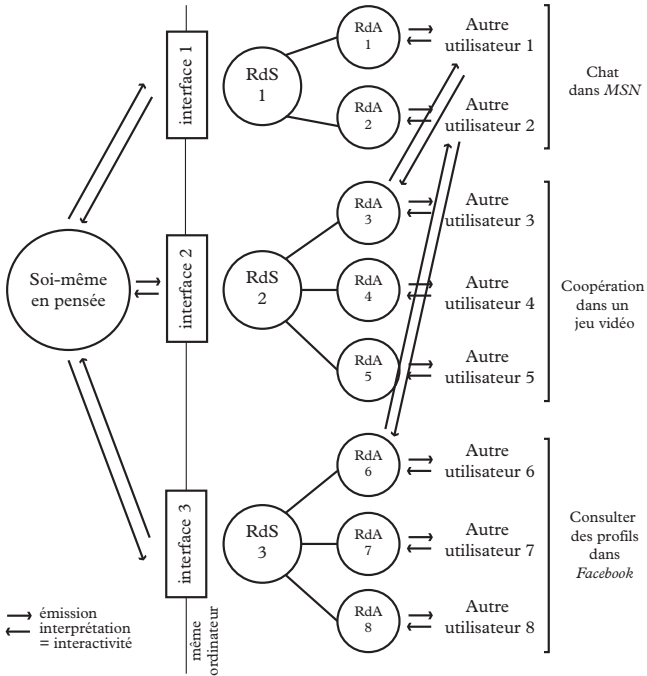 Soi-même
en pensée
interface 1
interface 2
interface 3
même
ordinateur
RdS
1
RdA
1
RdA
2
Autre
utilisateur 1
Autre
utilisateur 2
Chat
dans MSN
RdS
2
RdA
3
RdA
4
RdA
5
Autre
utilisateur 3
Autre
utilisateur 4
Autre
utilisateur 5
Coopération
dans un
jeu vidéo
RdS
3
RdA
6
RdA
7
RdA
8
Autre
utilisateur 6
Autre
utilisateur 7
Autre
utilisateur 8
Consulter
des profils
dans
Facebook
émission
interprétation
= interactivité